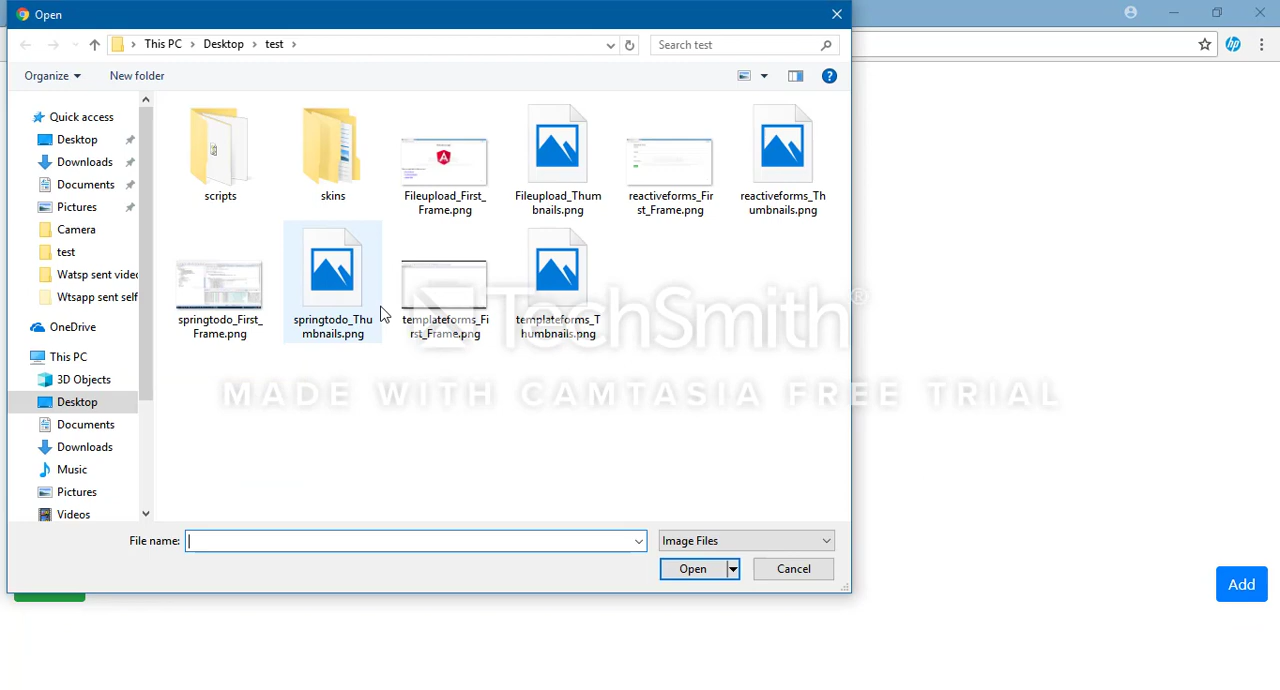 Open
This PC
Desktop
test
Search test
Organize
New folder
Quick access
Desktop
Downloads
Documents
Pictures
Camera
test
Watsp sent video
Wtsapp sent self
OneDrive
This PC
3D Objects
Desktop
Documents
Downloads
Music
Pictures
Videos
scripts
skins
Fileupload_First_
Frame.png
Fileupload_Thum
bnails.png
reactiveforms_Fir
st_Frame.png
reactiveforms_Th
umbnails.png
springtodo_First_
Frame.png
springtodo_Thu
mbnails.png
templateforms_Fi
rst_Frame.png
templateforms_T
humbnails.png
TechSmith®
MADE WITH CAMTASIA FREE TRIAL
File name:
Image Files
Open
Cancel
Add
hp